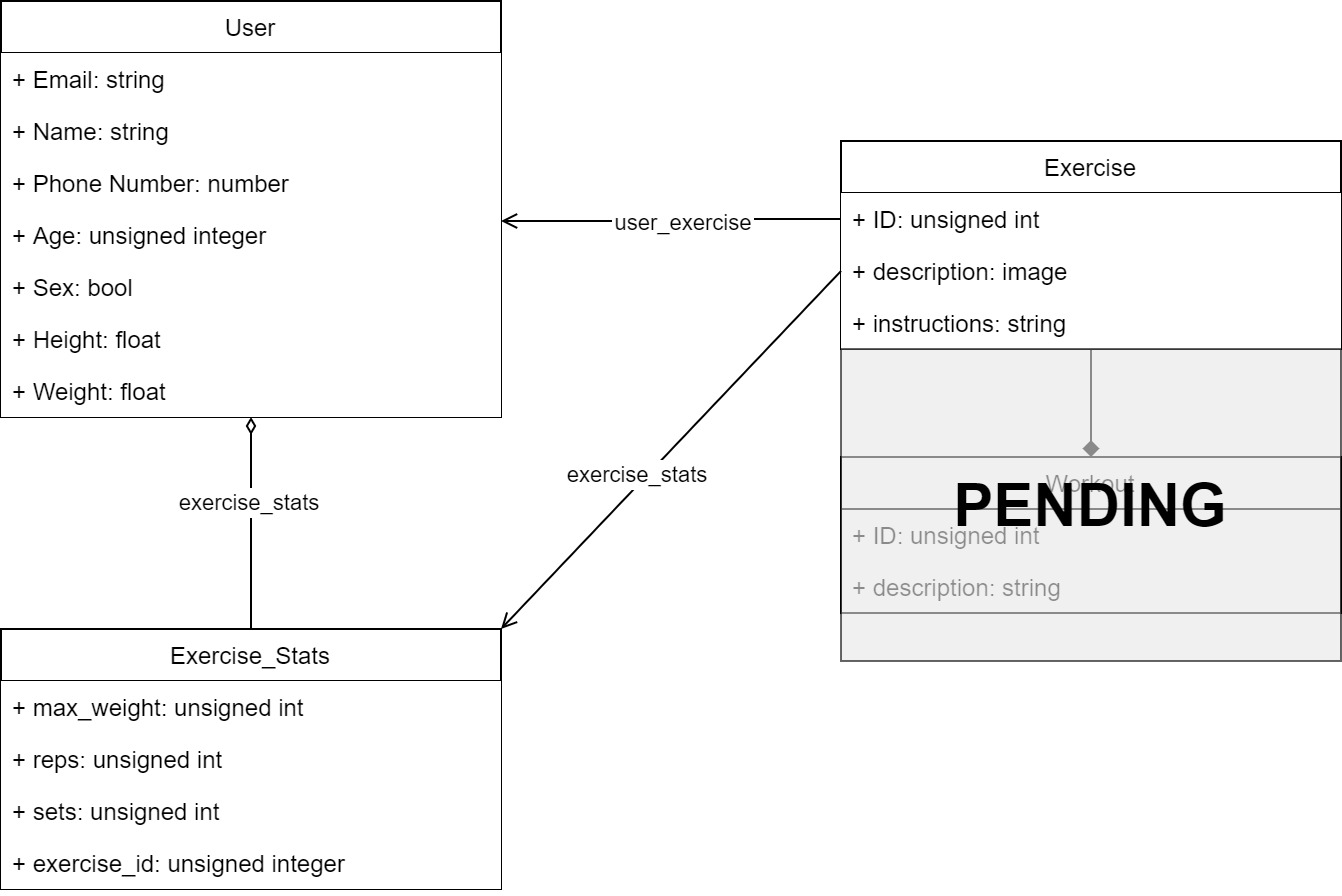 User
+ Email: string
+ Name: string
+ Phone Number: number
+ Age: unsigned integer
+ Sex: bool
+ Height: float
+ Weight: float
user_exercise
Exercise
+ ID: unsigned int
+ description: image
+ instructions: string
exercise_stats
exercise_stats
Workout
PENDING
+ ID: unsigned int
+ description: string
Exercise_Stats
+ max_weight: unsigned int
+ reps: unsigned int
+ sets: unsigned int
+ exercise_id: unsigned integer